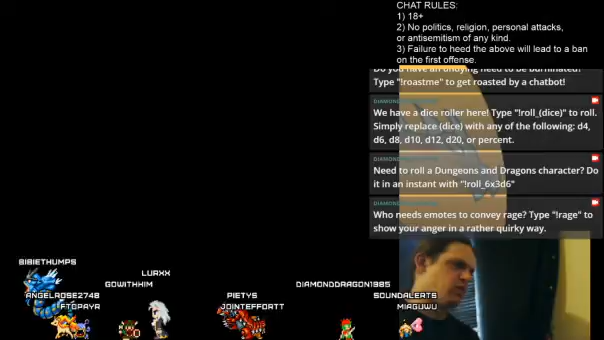 CHAT RULES:
1) 18+
2) No politics, religion, personal attacks,
or antisemitism of any kind.
3) Failure to heed the above will lead to a ban
on the first offense.
Do you have an undying need to be burninated?
Type "!roastme" to get roasted by a chatbot!
We have a dice roller here! Type "!roll_(dice)" to roll.
Simply replace (dice) with any of the following: d4,
d6, d8, d10, d12, d20, or percent.
Need to roll a Dungeons and Dragons character? Do
it in an instant with "!roll_6x3d6"
Who needs emotes to convey rage? Type "!rage" to
show your anger in a rather quirky way.
BIBIETHUMPS
LURXX
GOWITHHIM
DIAMONDDRAGON1985
ANGELROSE2748
PIETYS
SOUNDALERTS
FTOPAYR
JOINTEFFORTT
MIAGUWU